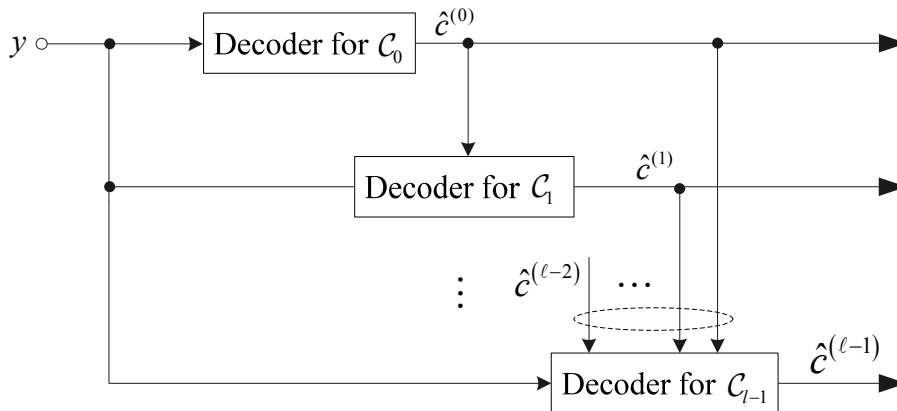 y
Decoder for 𝒞₀
ĉ⁽⁰⁾
Decoder for 𝒞₁
ĉ⁽¹⁾
⋮
ĉ⁽ℓ⁻²⁾
⋯
Decoder for 𝒞ₗ₋₁
ĉ⁽ℓ⁻¹⁾